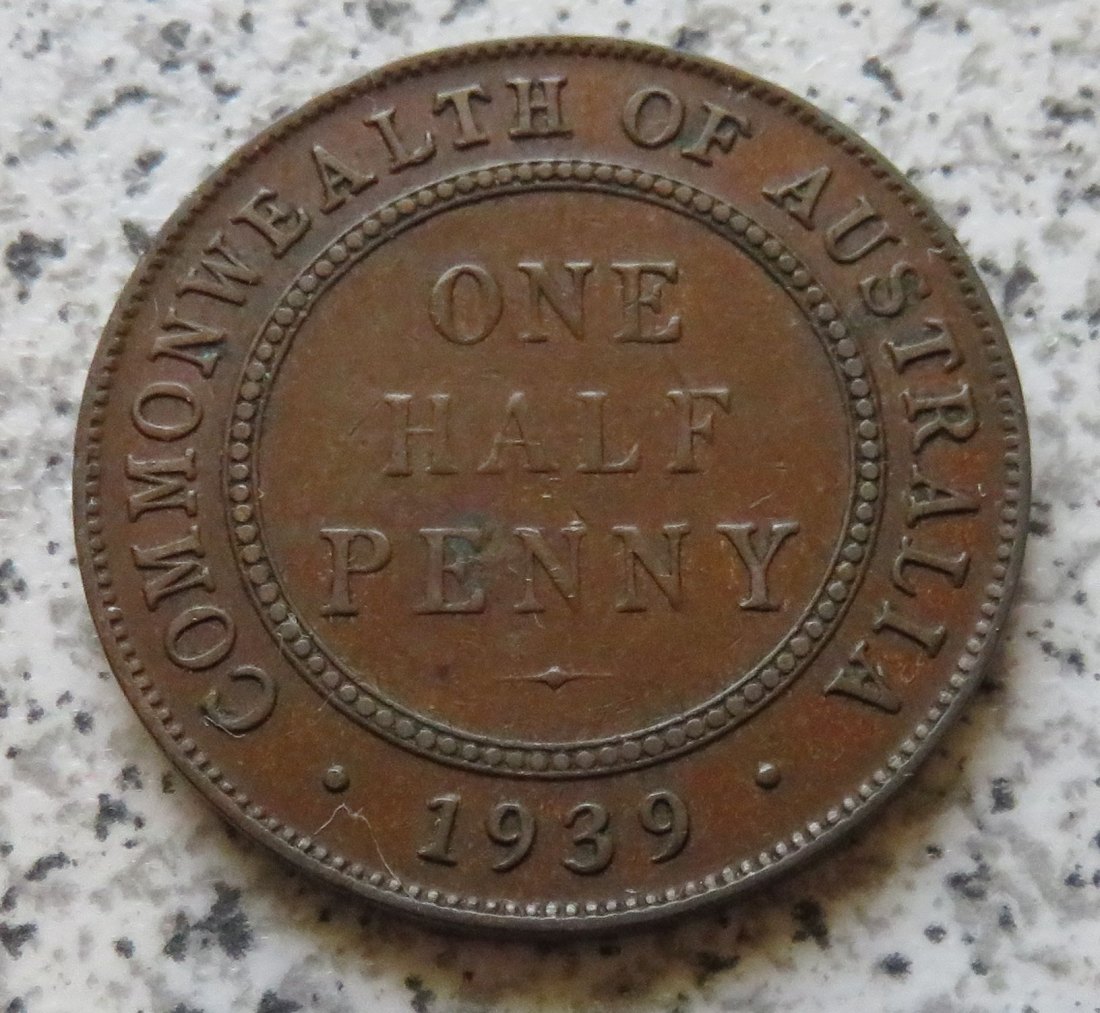 COMMONWEALTH OF AUSTRALIA
ONE
HALF
PENNY
· 1939 ·